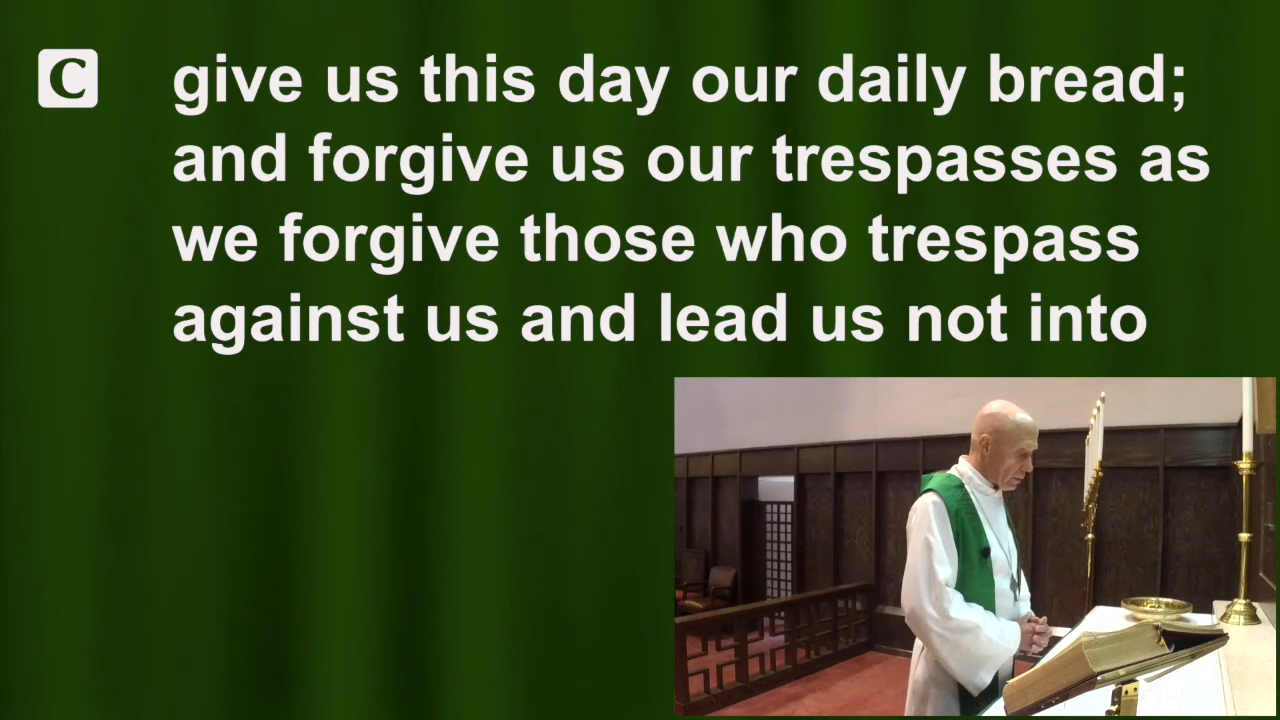 C give us this day our daily bread;
and forgive us our trespasses as
we forgive those who trespass
against us and lead us not into